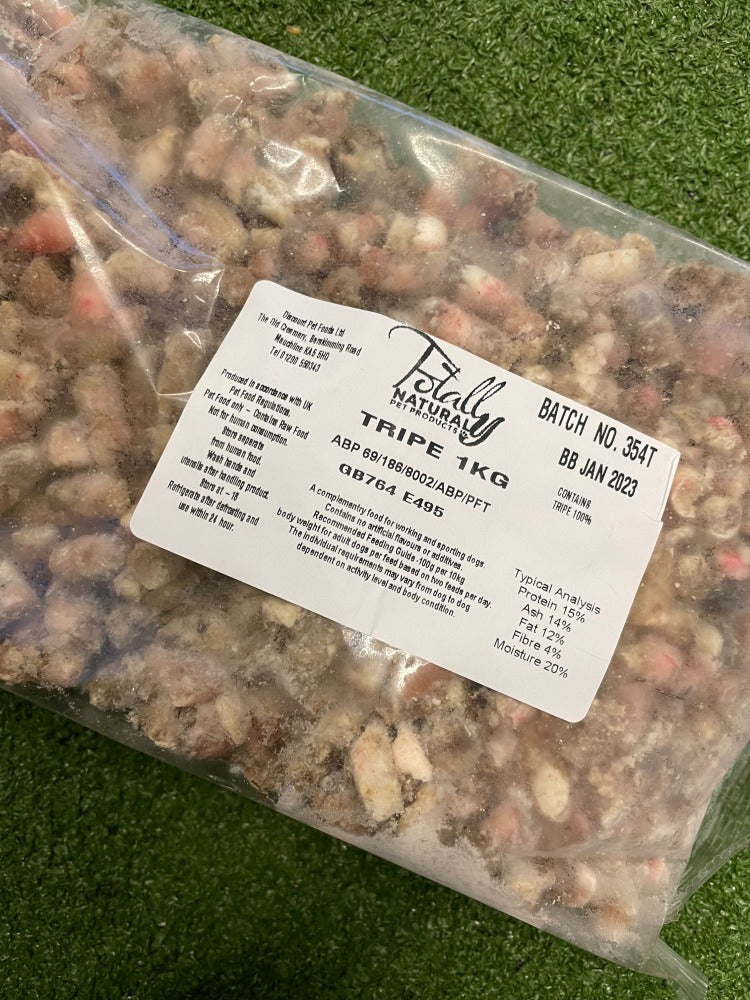 Discount Pet Foods Ltd
The Old Creamery, Barskimming Road
Mauchline KA5 5HD
Tel 01290 550343
Produced in accordance with UK
Pet Food Regulations.
Pet Food only - Contains Raw Food
Not for human consumption.
Store seperate
from human food.
Wash hands and
utensils after handling product.
Store at -18
Refrigerate after defrosting and
use within 24 hour.
Totally
NATURAL
PET PRODUCTS
TRIPE 1KG
ABP 69/186/8002/ABP/PFT
GB764 E495
A complementry food for working and sporting dogs.
Contains no artificial flavours or additives
Recommended Feeding Guide -100g per 10kg
body weight for adult dogs per feed based on two feeds per day.
The individual requirements may vary from dog to dog
dependent on activity level and body condition.
BATCH NO. 354T
BB JAN 2023
CONTAINS
TRIPE 100%
Typical Analysis
Protein 15%
Ash 14%
Fat 12%
Fibre 4%
Moisture 20%